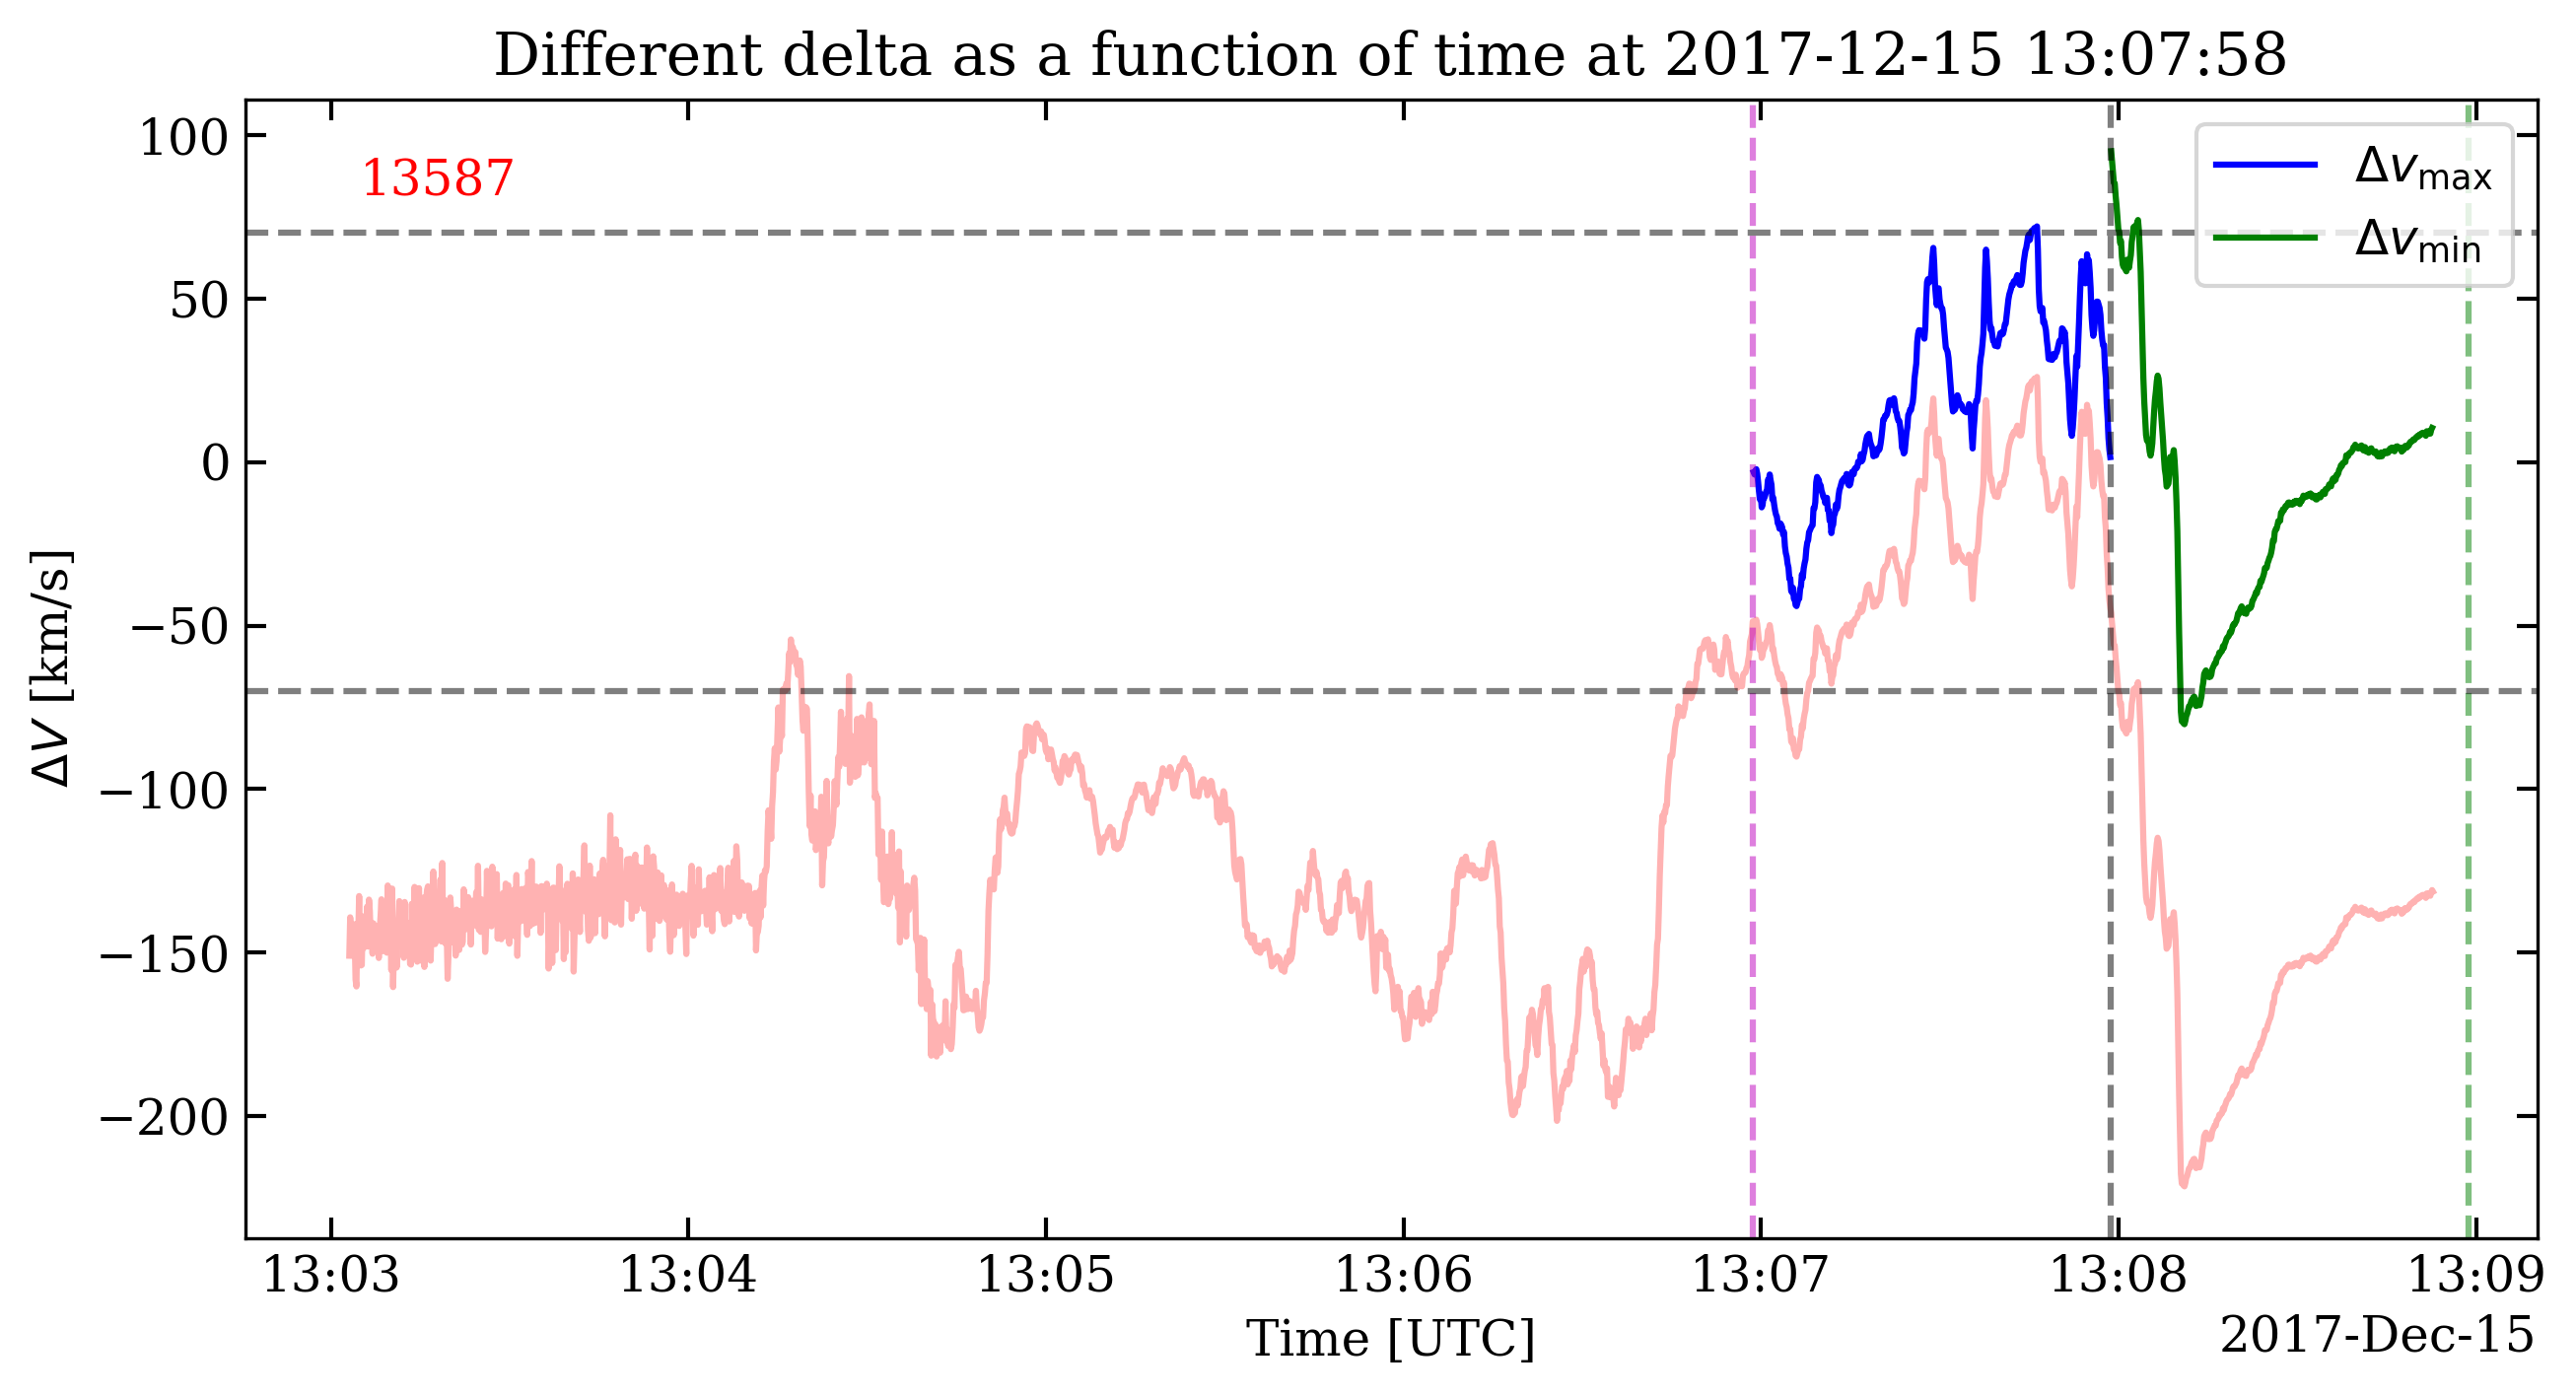 Different delta as a function of time at 2017-12-15 13:07:58
100
13587
50
0
−50
−100
−150
−200
ΔV [km/s]
Δv_max
Δv_min
13:03 13:04 13:05 13:06 13:07 13:08 13:09
Time [UTC]
2017-Dec-15